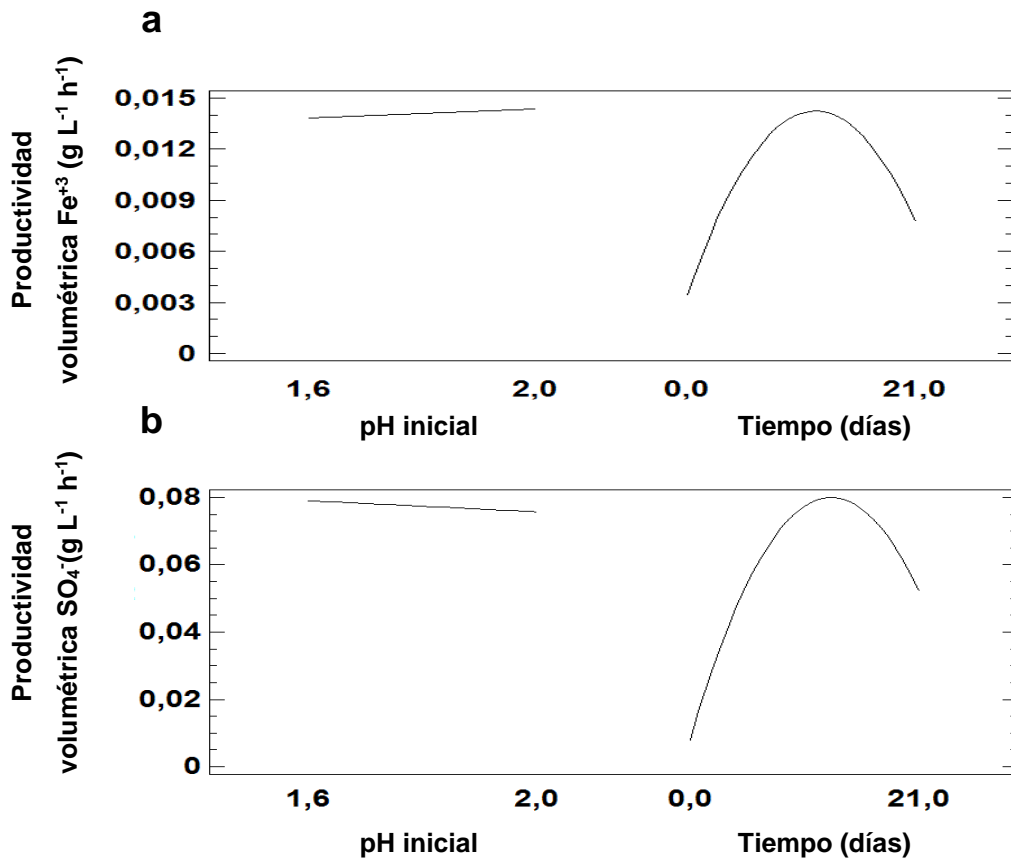 a
Productividad
volumétrica Fe⁺³ (g L⁻¹ h⁻¹)
0,015
0,012
0,009
0,006
0,003
0
1,6 2,0 0,0 21,0
pH inicial Tiempo (días)
b
Productividad
volumétrica SO₄⁻(g L⁻¹ h⁻¹)
0,08
0,06
0,04
0,02
0
1,6 2,0 0,0 21,0
pH inicial Tiempo (días)